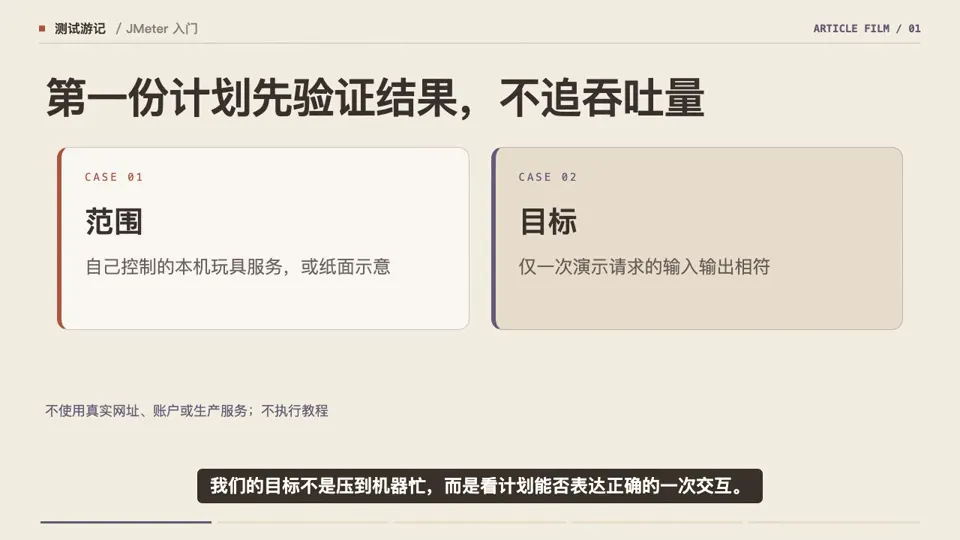 测试游记 / JMeter 入门
ARTICLE FILM / 01
第一份计划先验证结果，不追吞吐量
CASE 01
范围
自己控制的本机玩具服务，或纸面示意
CASE 02
目标
仅一次演示请求的输入输出相符
不使用真实网址、账户或生产服务；不执行教程
我们的目标不是压到机器忙，而是看计划能否表达正确的一次交互。